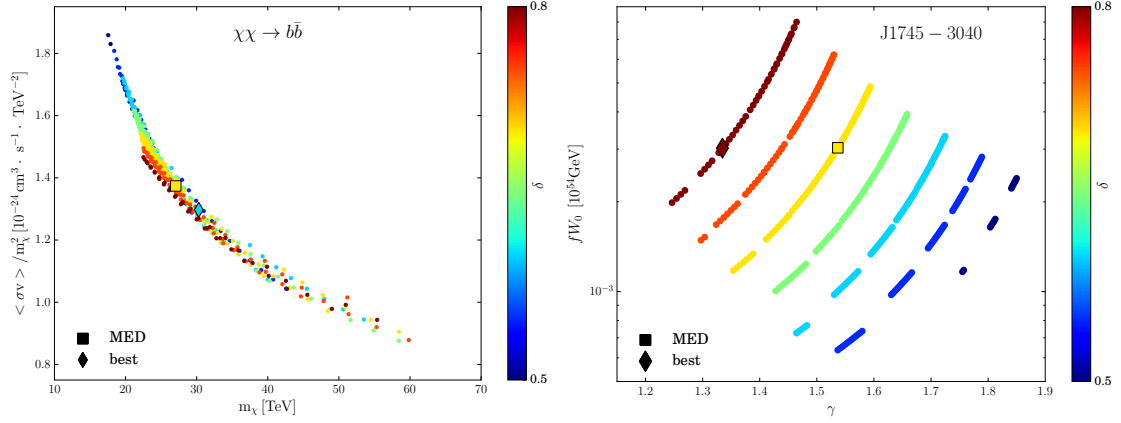 χχ → bb̄
< σv > /m²χ [10⁻²⁴ cm³ · s⁻¹ · TeV⁻²]
1.8
1.6
1.4
1.2
1.0
0.8
MED
best
10 20 30 40 50 60 70
mχ [TeV]
0.8
δ
0.5
J1745 − 3040
fW₀ [10⁵⁴GeV]
10⁻³
MED
best
1.2 1.3 1.4 1.5 1.6 1.7 1.8 1.9
γ
0.8
δ
0.5